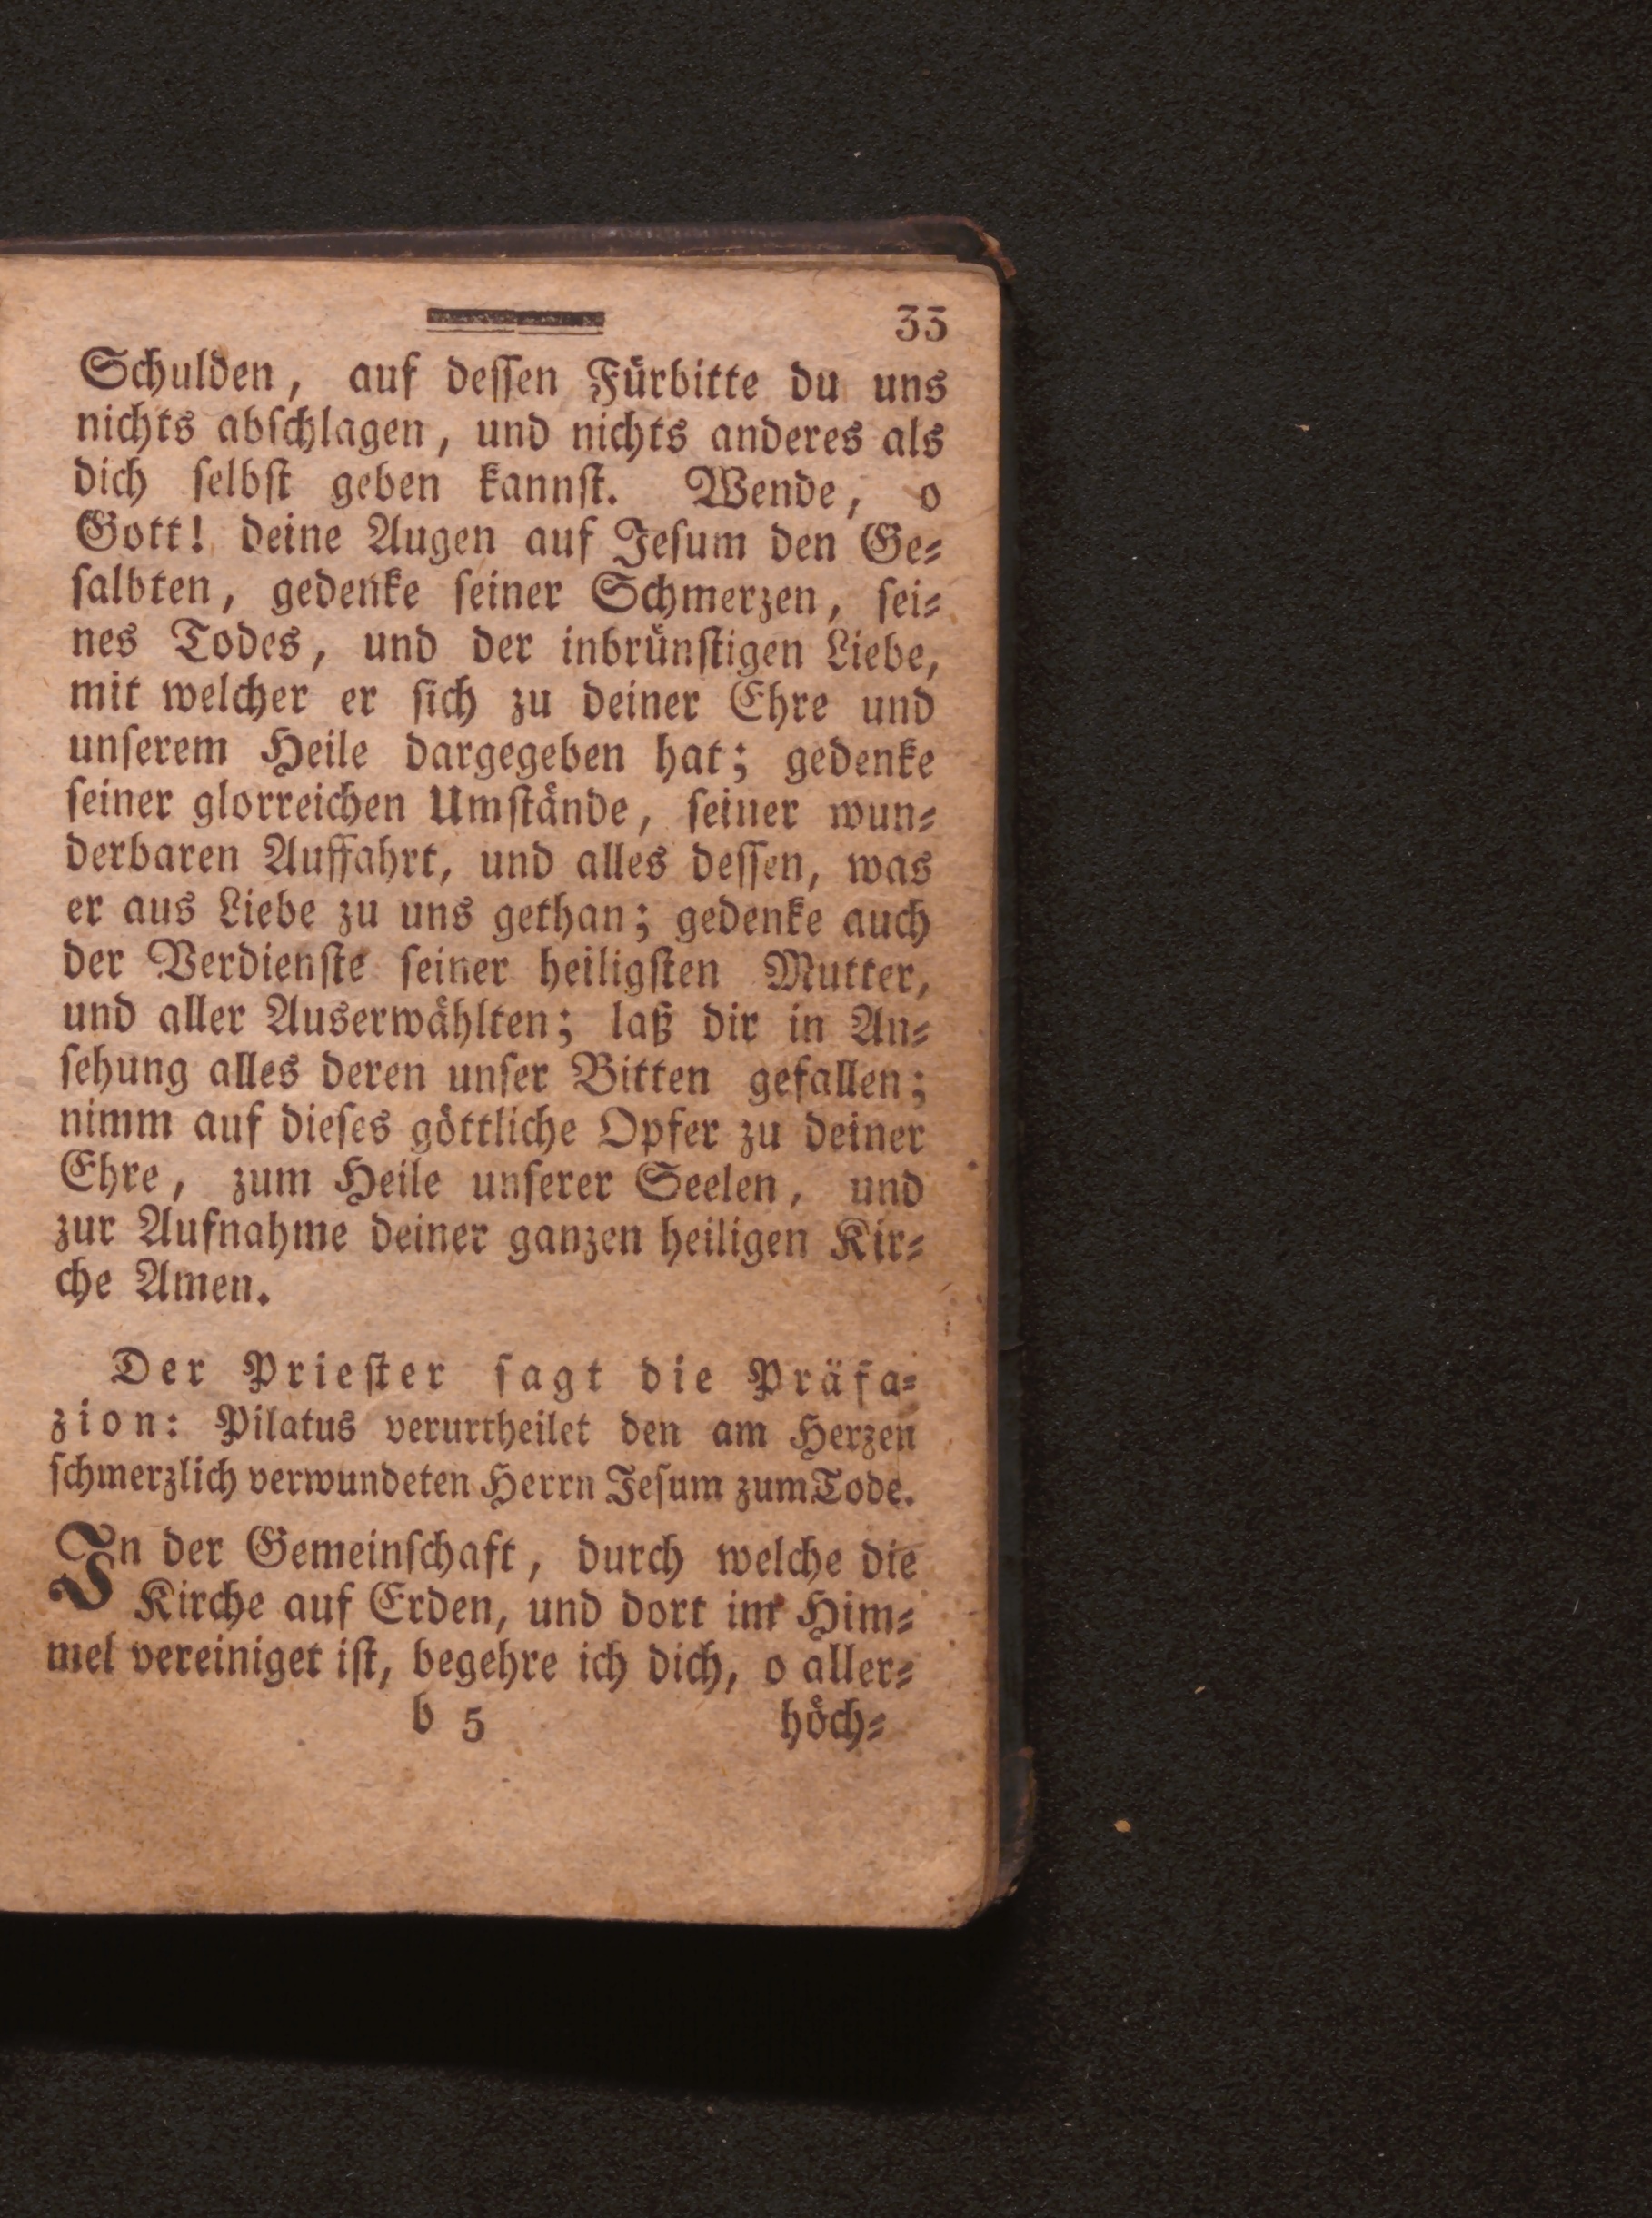 33
Schulden, auf deſſen Fürbitte du uns
nichts abſchlagen, und nichts anderes als
dich ſelbſt geben kannſt. Wende, o
Gott! deine Augen auf Jeſum den Ge⸗
ſalbten, gedenke ſeiner Schmerzen, ſei⸗
nes Todes, und der inbrünſtigen Liebe,
mit welcher er ſich zu deiner Ehre und
unſerem Heile dargegeben hat; gedenke
ſeiner glorreichen Umſtände, ſeiner wun⸗
derbaren Auffahrt, und alles deſſen, was
er aus Liebe zu uns gethan; gedenke auch
der Verdienſte ſeiner heiligſten Mutter,
und aller Auserwählten; laß dir in An⸗
ſehung alles deren unſer Bitten gefallen;
nimm auf dieſes göttliche Opfer zu deiner
Ehre, zum Heile unſerer Seelen, und
zur Aufnahme deiner ganzen heiligen Kir⸗
che Amen.
Der Prieſter ſagt die Präfa⸗
zion: Pilatus verurtheilet den am Herzen
ſchmerzlich verwundeten Herrn Jeſum zum Tode.
In der Gemeinſchaft, durch welche die
Kirche auf Erden, und dort im Him⸗
mel vereiniget iſt, begehre ich dich, o aller⸗
b 5 höch⸗